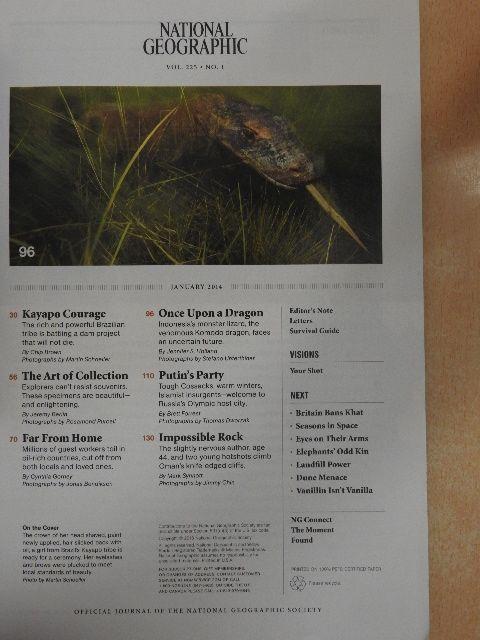 NATIONAL
GEOGRAPHIC
VOL. 225 • NO. 1
96
JANUARY 2014
30 Kayapo Courage
The rich and powerful Brazilian
tribe is battling a dam project
that will not die.
By Chip Brown
Photographs by Martin Schoeller
56 The Art of Collection
Explorers can't resist souvenirs.
These specimens are beautiful—
and enlightening.
By Jeremy Berlin
Photographs by Rosamond Purcell
70 Far From Home
Millions of guest workers toil in
oil-rich countries, cut off from
both locals and loved ones.
By Cynthia Gorney
Photographs by Jonas Bendiksen
96 Once Upon a Dragon
Indonesia's monster lizard, the
venomous Komodo dragon, faces
an uncertain future.
By Jennifer S. Holland
Photographs by Stefano Unterthiner
110 Putin's Party
Tough Cossacks, warm winters,
Islamist insurgents—welcome to
Russia's Olympic host city.
By Brett Forrest
Photographs by Thomas Dworzak
130 Impossible Rock
The slightly nervous author, age
44, and two young hotshots climb
Oman's knife-edged cliffs.
By Mark Synnott
Photographs by Jimmy Chin
Editor's Note
Letters
Survival Guide
VISIONS
Your Shot
NEXT
• Britain Bans Khat
• Seasons in Space
• Eyes on Their Arms
• Elephants' Odd Kin
• Landfill Power
• Dune Menace
• Vanillin Isn't Vanilla
NG Connect
The Moment
Found
On the Cover
The crown of her head shaved, paint
newly applied, hair slicked back with
oil, a girl from Brazil's Kayapo tribe is
ready for a ceremony. Her eyelashes
and brows were plucked to meet
local standards of beauty.
Photo by Martin Schoeller
PRINTED ON 100% PEFC CERTIFIED PAPER
Please recycle.
OFFICIAL JOURNAL OF THE NATIONAL GEOGRAPHIC SOCIETY